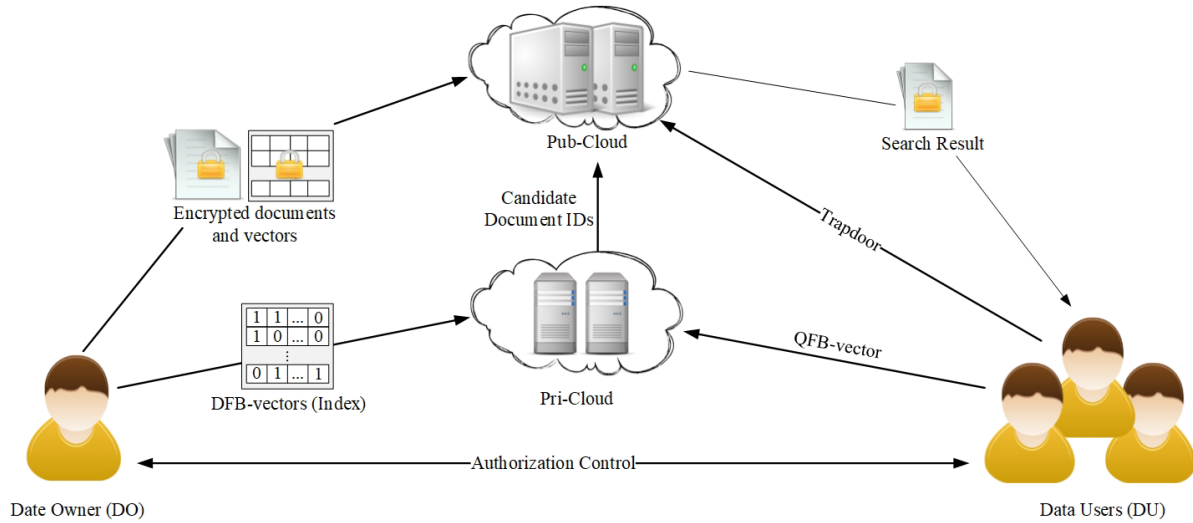 Pub-Cloud
Search Result
Encrypted documents
and vectors
Candidate
Document IDs
Trapdoor
1 1 ... 0
1 0 ... 0
⋮
0 1 ... 1
DFB-vectors (Index)
Pri-Cloud
QFB-vector
Authorization Control
Date Owner (DO)
Data Users (DU)